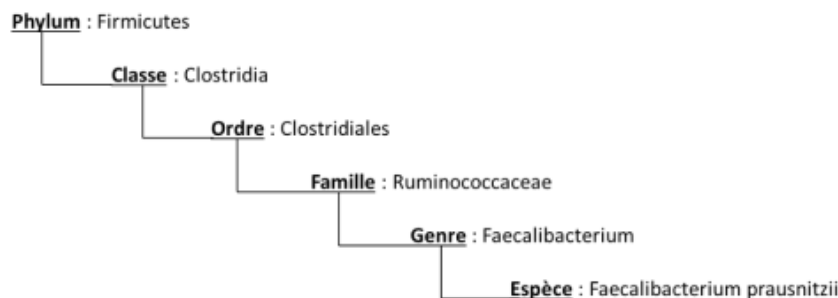 Phylum : Firmicutes
Classe : Clostridia
Ordre : Clostridiales
Famille : Ruminococcaceae
Genre : Faecalibacterium
Espèce : Faecalibacterium prausnitzii